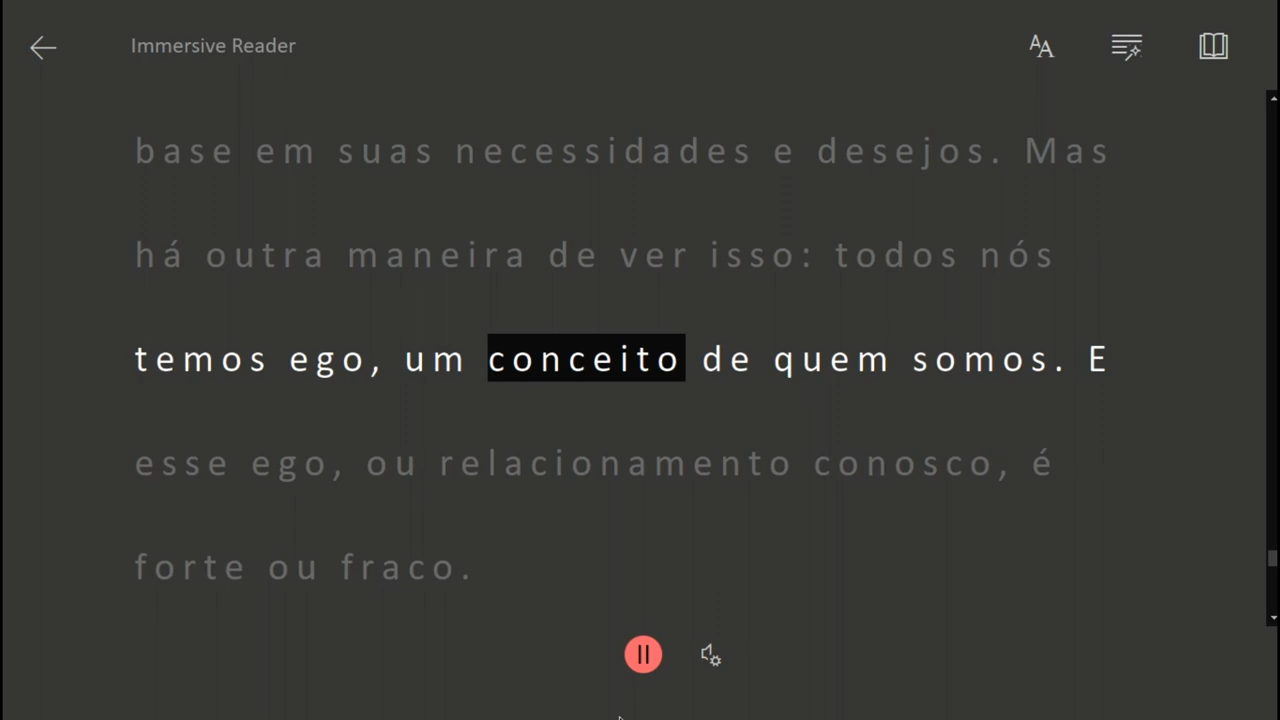 Immersive Reader
base em suas necessidades e desejos. Mas
há outra maneira de ver isso: todos nós
temos ego, um conceito de quem somos. E
esse ego, ou relacionamento conosco, é
forte ou fraco.